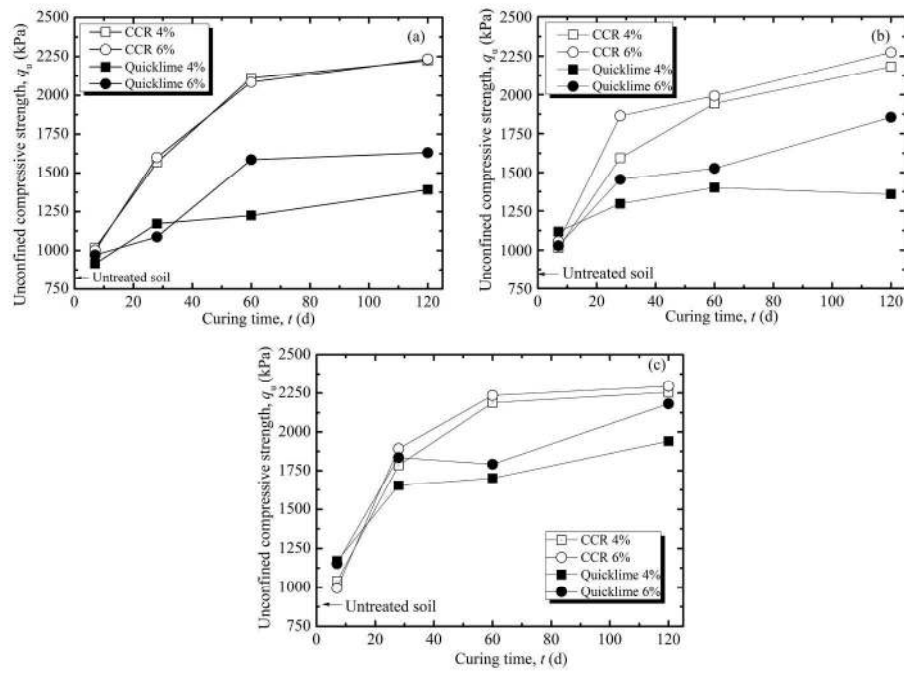 2500
2250
2000
1750
1500
1250
1000
750
Unconfined compressive strength, qu (kPa)
CCR 4%
CCR 6%
Quicklime 4%
Quicklime 6%
(a)
Untreated soil
0 20 40 60 80 100 120
Curing time, t (d)
2500
2250
2000
1750
1500
1250
1000
750
Unconfined compressive strength, qu (kPa)
CCR 4%
CCR 6%
Quicklime 4%
Quicklime 6%
(b)
Untreated soil
0 20 40 60 80 100 120
Curing time, t (d)
2500
2250
2000
1750
1500
1250
1000
750
Unconfined compressive strength, qu (kPa)
(c)
CCR 4%
CCR 6%
Quicklime 4%
Quicklime 6%
Untreated soil
0 20 40 60 80 100 120
Curing time, t (d)